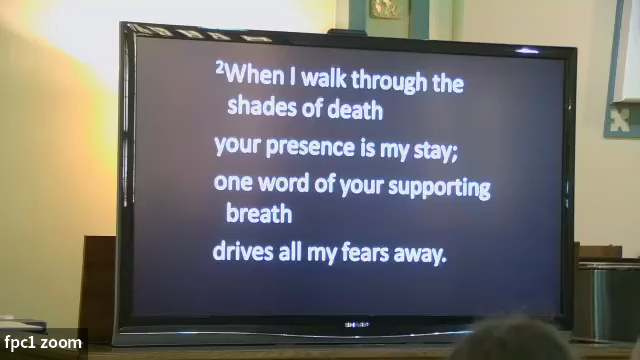 ²When I walk through the
shades of death
your presence is my stay;
one word of your supporting
breath
drives all my fears away.
SHARP
fpc1 zoom